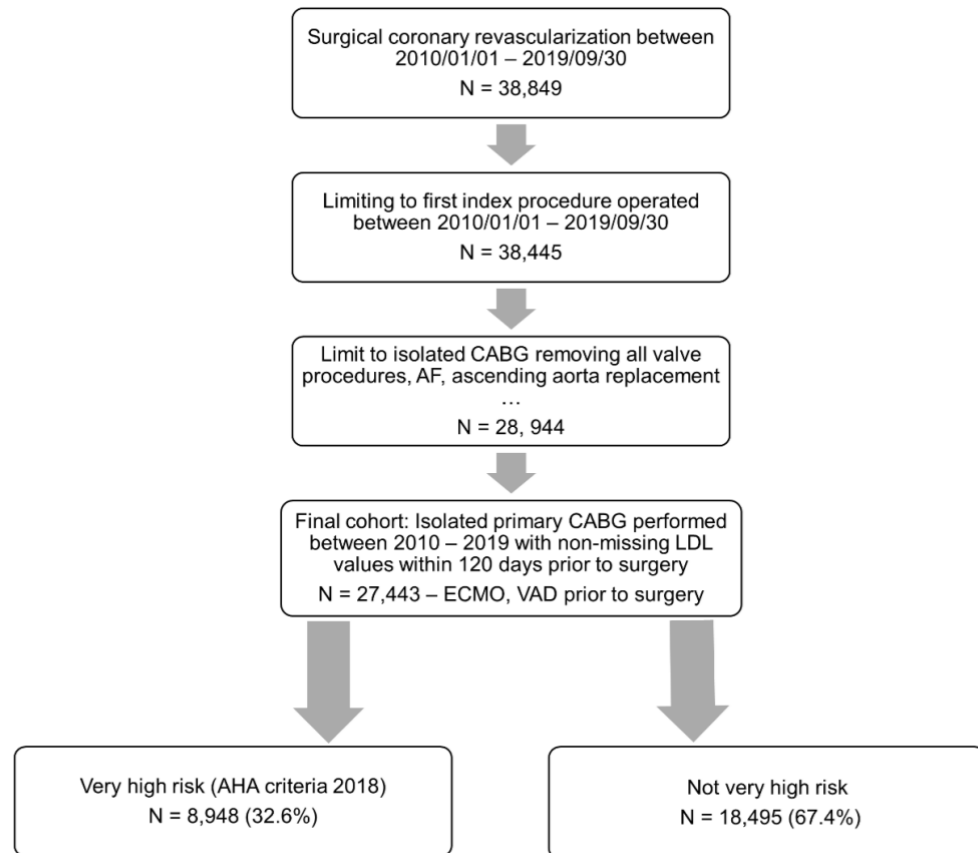 Surgical coronary revascularization between
2010/01/01 – 2019/09/30
N = 38,849
Limiting to first index procedure operated
between 2010/01/01 – 2019/09/30
N = 38,445
Limit to isolated CABG removing all valve
procedures, AF, ascending aorta replacement
…
N = 28, 944
Final cohort: Isolated primary CABG performed
between 2010 – 2019 with non-missing LDL
values within 120 days prior to surgery
N = 27,443 – ECMO, VAD prior to surgery
Very high risk (AHA criteria 2018)
N = 8,948 (32.6%)
Not very high risk
N = 18,495 (67.4%)